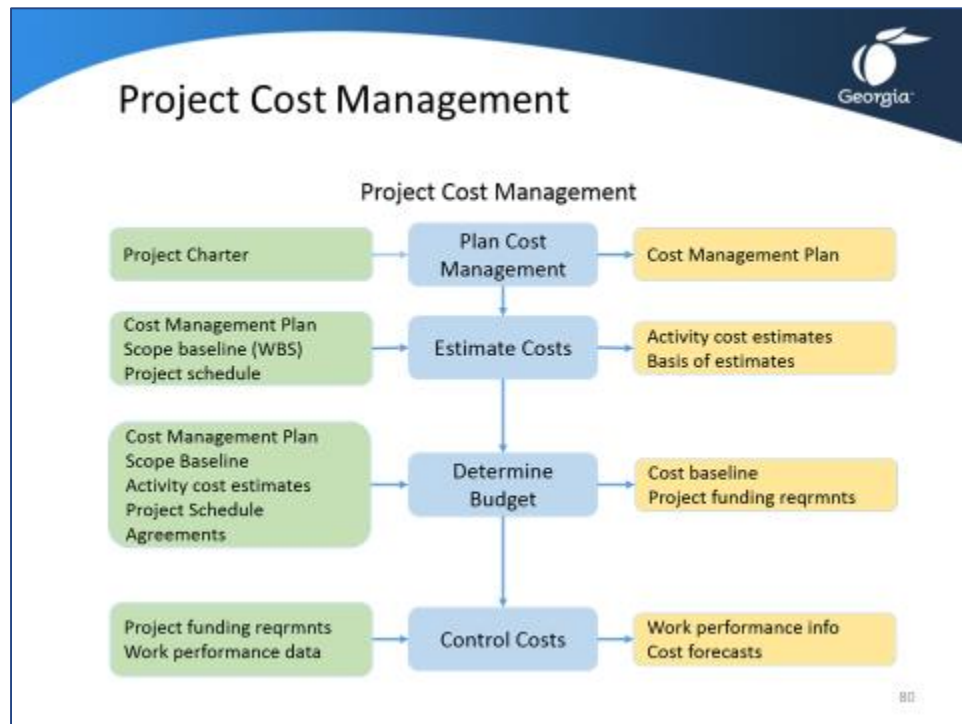 Georgia
Project Cost Management
Project Cost Management
Project Charter
Plan Cost
Management
Cost Management Plan
Cost Management Plan
Scope baseline (WBS)
Project schedule
Estimate Costs
Activity cost estimates
Basis of estimates
Cost Management Plan
Scope Baseline
Activity cost estimates
Project Schedule
Agreements
Determine
Budget
Cost baseline
Project funding reqrmnts
Project funding reqrmnts
Work performance data
Control Costs
Work performance info
Cost forecasts
80